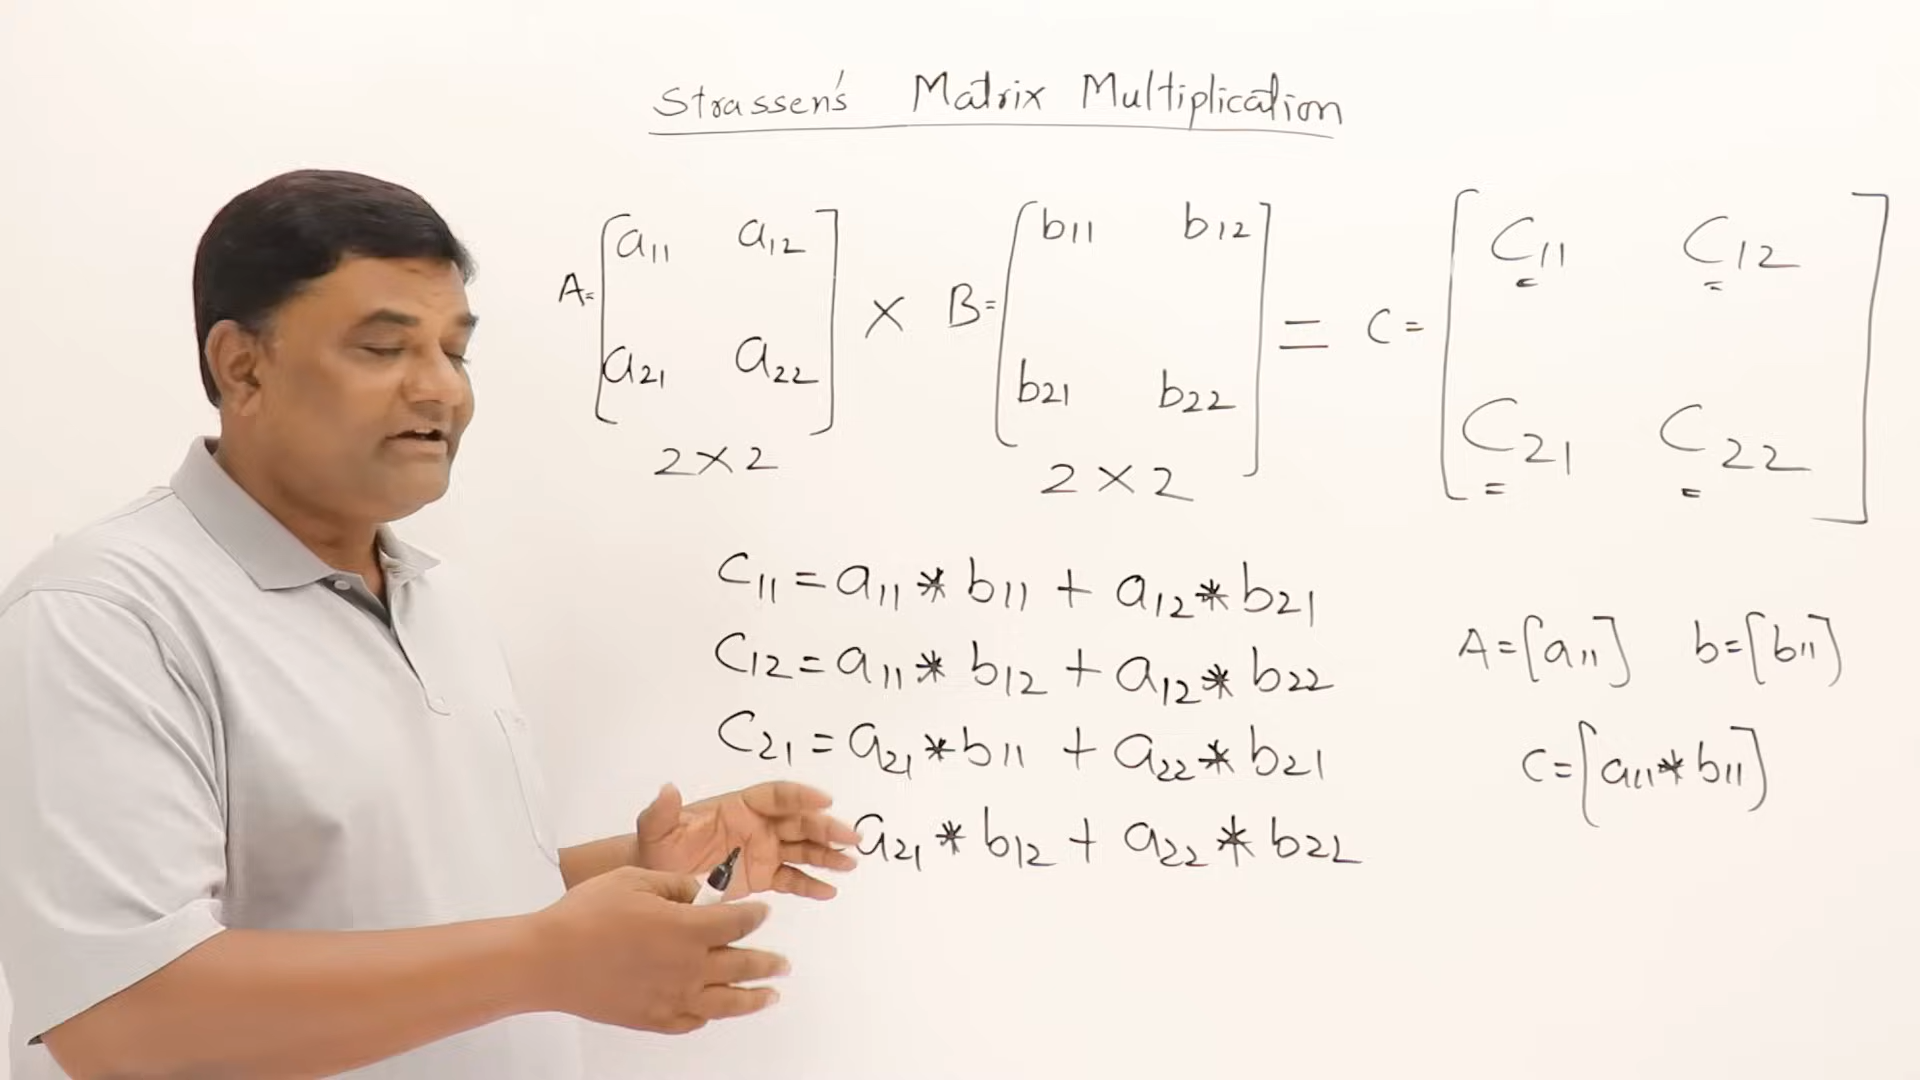 Strassen's Matrix Multiplication
A= [ a11 a12 × B= [ b11 b12 ] = C= [ C11 C12 ]
a21 a22 ] b21 b22 C21 C22
2×2 2×2
C11 = a11 * b11 + a12 * b21
C12 = a11 * b12 + a12 * b22
A=[a11] b=[b11]
C21 = a21 * b11 + a22 * b21
C=[a11*b11]
a21 * b12 + a22 * b22